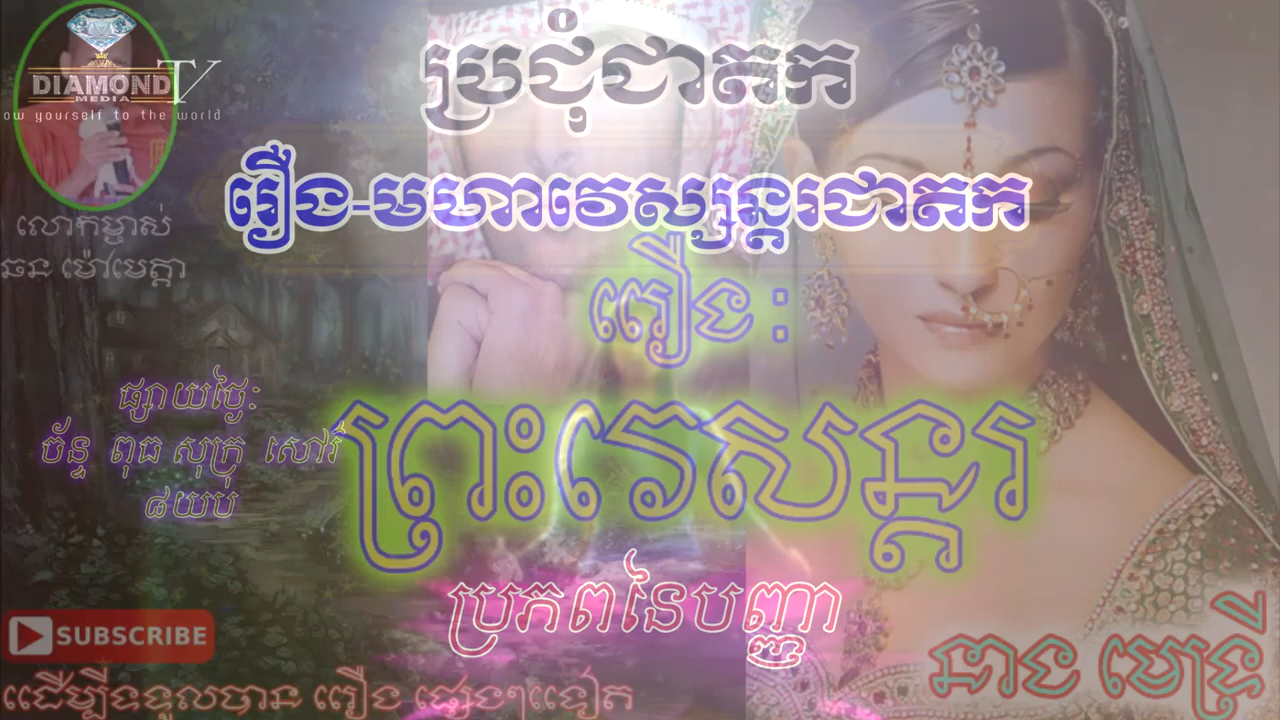 ប្រជុំជាតក
DIAMOND TV
MEDIA
ow yourself to the world
រឿង-មហាវេស្សន្តរជាតក
លោកម្ចាស់
ឆន ម៉ៅមេត្តា
រឿង:
ផ្សាយថ្ងៃ:
ច័ន្ទ ពុធ សុក្រ សៅរ៍
៨យប់
ព្រះវេសន្តរ
ប្រភពនៃបញ្ញា
SUBSCRIBE
នាង មេទ្រី
ដើម្បីទទួលបាន រឿង ផ្សេងៗទៀត